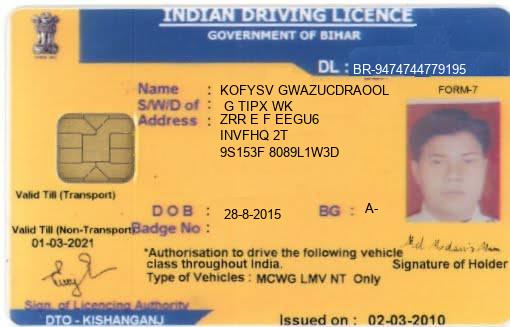 INDIAN DRIVING LICENCE
GOVERNMENT OF BIHAR
DL : BR-9474744779195
Name : KOFYSV GWAZUCDRAOOL FORM-7
S/W/D of : G TIPX WK
Address : ZRR E F EEGU6
INVFHQ 2T
9S153F 8089L1W3D
Valid Till (Transport)
D O B : 28-8-2015 BG : A-
Valid Till (Non-Transport)
Badge No :
01-03-2021
*Authorisation to drive the following vehicle
class throughout India.
Type of Vehicles : MCWG LMV NT Only
Signature of Holder
Sign. of Licencing Authority
DTO - KISHANGANJ
Issued on : 02-03-2010